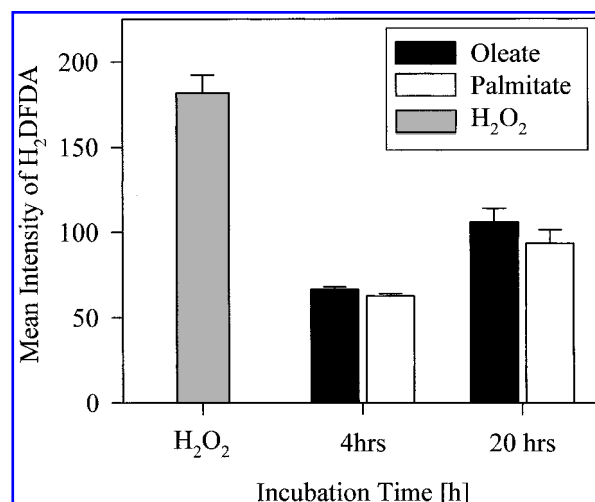 Mean Intensity of H₂DFDA
200
150
100
50
0
Oleate
Palmitate
H₂O₂
H₂O₂ 4hrs 20 hrs
Incubation Time [h]